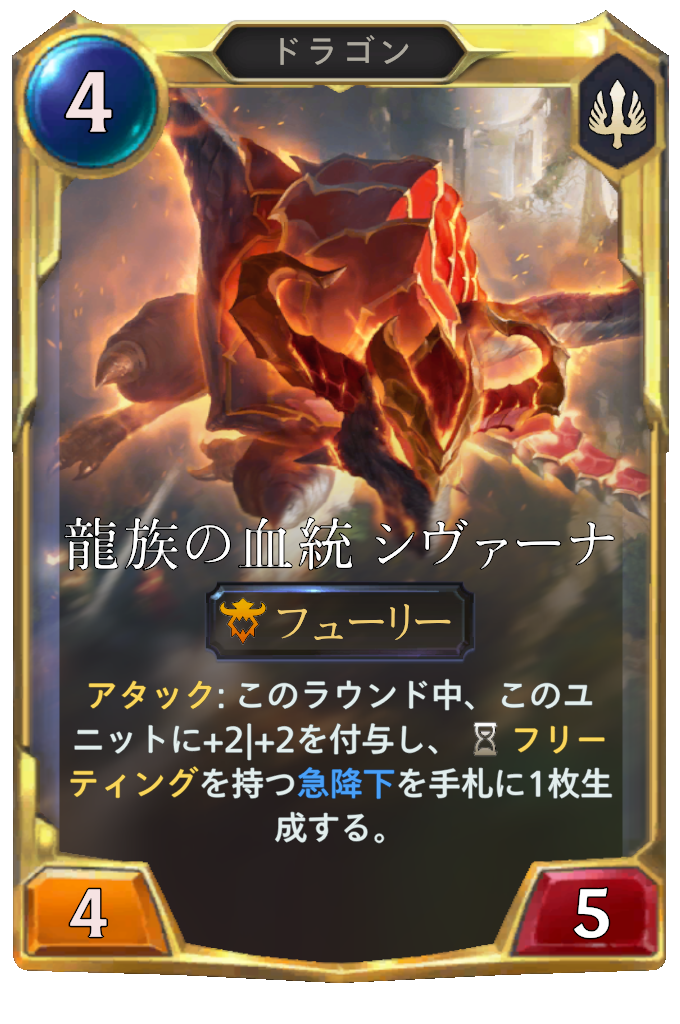 ドラゴン
4
龍族の血統 シヴァーナ
フューリー
アタック: このラウンド中、このユ
ニットに+2|+2を付与し、 フリー
ティングを持つ急降下を手札に1枚生
成する。
4
5